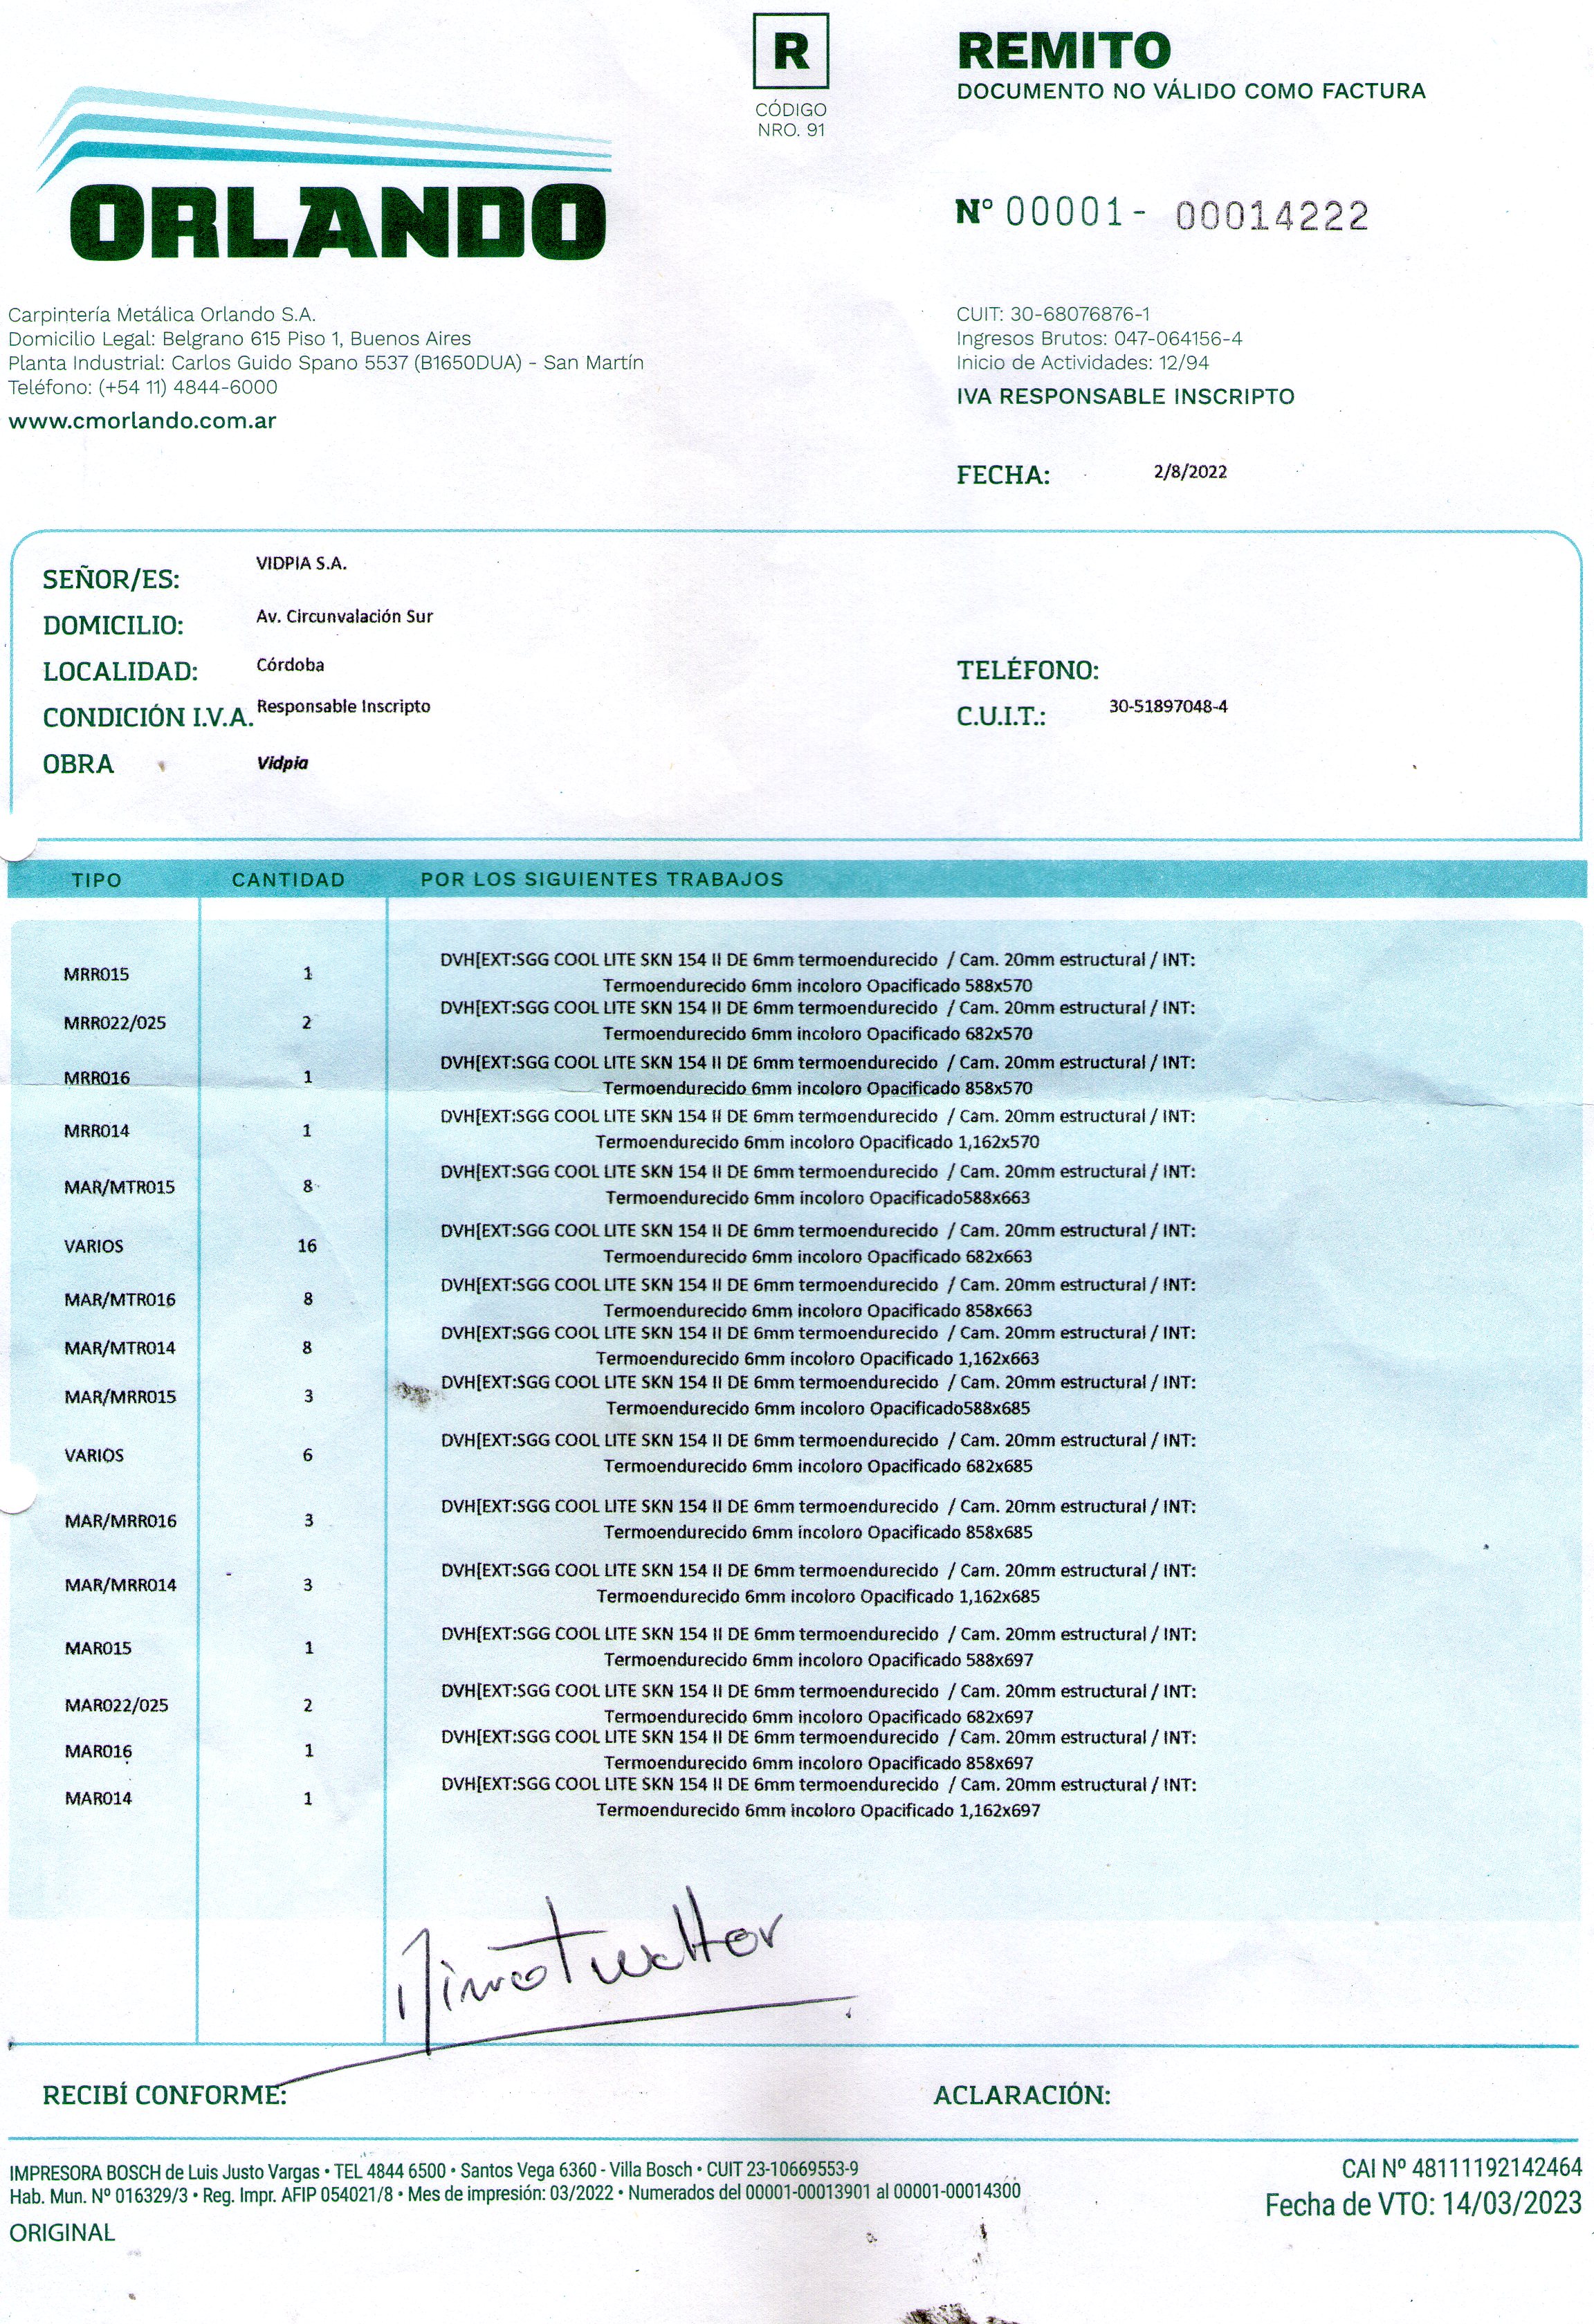 R
CÓDIGO
NRO. 91
REMITO
DOCUMENTO NO VÁLIDO COMO FACTURA
ORLANDO
Nº 00001- 00014222
Carpintería Metálica Orlando S.A.
Domicilio Legal: Belgrano 615 Piso 1, Buenos Aires
Planta Industrial: Carlos Guido Spano 5537 (B1650DUA) - San Martín
Teléfono: (+54 11) 4844-6000
www.cmorlando.com.ar
CUIT: 30-68076876-1
Ingresos Brutos: 047-064156-4
Inicio de Actividades: 12/94
IVA RESPONSABLE INSCRIPTO
FECHA: 2/8/2022
SEÑOR/ES: VIDPIA S.A.
DOMICILIO: Av. Circunvalación Sur
LOCALIDAD: Córdoba
TELÉFONO:
CONDICIÓN I.V.A. Responsable Inscripto
C.U.I.T.: 30-51897048-4
OBRA Vidpia
TIPO CANTIDAD POR LOS SIGUIENTES TRABAJOS
MRR015 1 DVH[EXT:SGG COOL LITE SKN 154 II DE 6mm termoendurecido / Cam. 20mm estructural / INT:
Termoendurecido 6mm incoloro Opacificado 588x570
MRR022/025 2 DVH[EXT:SGG COOL LITE SKN 154 II DE 6mm termoendurecido / Cam. 20mm estructural / INT:
Termoendurecido 6mm incoloro Opacificado 682x570
MRR016 1 DVH[EXT:SGG COOL LITE SKN 154 II DE 6mm termoendurecido / Cam. 20mm estructural / INT:
Termoendurecido 6mm incoloro Opacificado 858x570
MRR014 1 DVH[EXT:SGG COOL LITE SKN 154 II DE 6mm termoendurecido / Cam. 20mm estructural / INT:
Termoendurecido 6mm incoloro Opacificado 1,162x570
MAR/MTR015 8 DVH[EXT:SGG COOL LITE SKN 154 II DE 6mm termoendurecido / Cam. 20mm estructural / INT:
Termoendurecido 6mm incoloro Opacificado588x663
VARIOS 16 DVH[EXT:SGG COOL LITE SKN 154 II DE 6mm termoendurecido / Cam. 20mm estructural / INT:
Termoendurecido 6mm incoloro Opacificado 682x663
MAR/MTR016 8 DVH[EXT:SGG COOL LITE SKN 154 II DE 6mm termoendurecido / Cam. 20mm estructural / INT:
Termoendurecido 6mm incoloro Opacificado 858x663
MAR/MTR014 8 DVH[EXT:SGG COOL LITE SKN 154 II DE 6mm termoendurecido / Cam. 20mm estructural / INT:
Termoendurecido 6mm incoloro Opacificado 1,162x663
MAR/MRR015 3 DVH[EXT:SGG COOL LITE SKN 154 II DE 6mm termoendurecido / Cam. 20mm estructural / INT:
Termoendurecido 6mm incoloro Opacificado588x685
VARIOS 6 DVH[EXT:SGG COOL LITE SKN 154 II DE 6mm termoendurecido / Cam. 20mm estructural / INT:
Termoendurecido 6mm incoloro Opacificado 682x685
MAR/MRR016 3 DVH[EXT:SGG COOL LITE SKN 154 II DE 6mm termoendurecido / Cam. 20mm estructural / INT:
Termoendurecido 6mm incoloro Opacificado 858x685
MAR/MRR014 3 DVH[EXT:SGG COOL LITE SKN 154 II DE 6mm termoendurecido / Cam. 20mm estructural / INT:
Termoendurecido 6mm incoloro Opacificado 1,162x685
MAR015 1 DVH[EXT:SGG COOL LITE SKN 154 II DE 6mm termoendurecido / Cam. 20mm estructural / INT:
Termoendurecido 6mm incoloro Opacificado 588x697
MAR022/025 2 DVH[EXT:SGG COOL LITE SKN 154 II DE 6mm termoendurecido / Cam. 20mm estructural / INT:
Termoendurecido 6mm incoloro Opacificado 682x697
MAR016 1 DVH[EXT:SGG COOL LITE SKN 154 II DE 6mm termoendurecido / Cam. 20mm estructural / INT:
Termoendurecido 6mm incoloro Opacificado 858x697
MAR014 1 DVH[EXT:SGG COOL LITE SKN 154 II DE 6mm termoendurecido / Cam. 20mm estructural / INT:
Termoendurecido 6mm incoloro Opacificado 1,162x697
RECIBÍ CONFORME: ACLARACIÓN:
IMPRESORA BOSCH de Luis Justo Vargas • TEL 4844 6500 • Santos Vega 6360 - Villa Bosch • CUIT 23-10669553-9
Hab. Mun. Nº 016329/3 • Reg. Impr. AFIP 054021/8 • Mes de impresión: 03/2022 • Numerados del 00001-00013901 al 00001-00014300
ORIGINAL
CAI Nº 48111192142464
Fecha de VTO: 14/03/2023